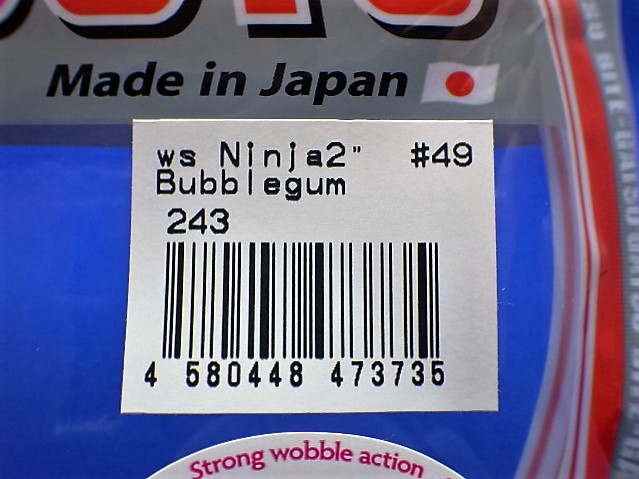 Made in Japan
ws Ninja2" #49
Bubblegum
243
4 580448 473735
Strong wobble action